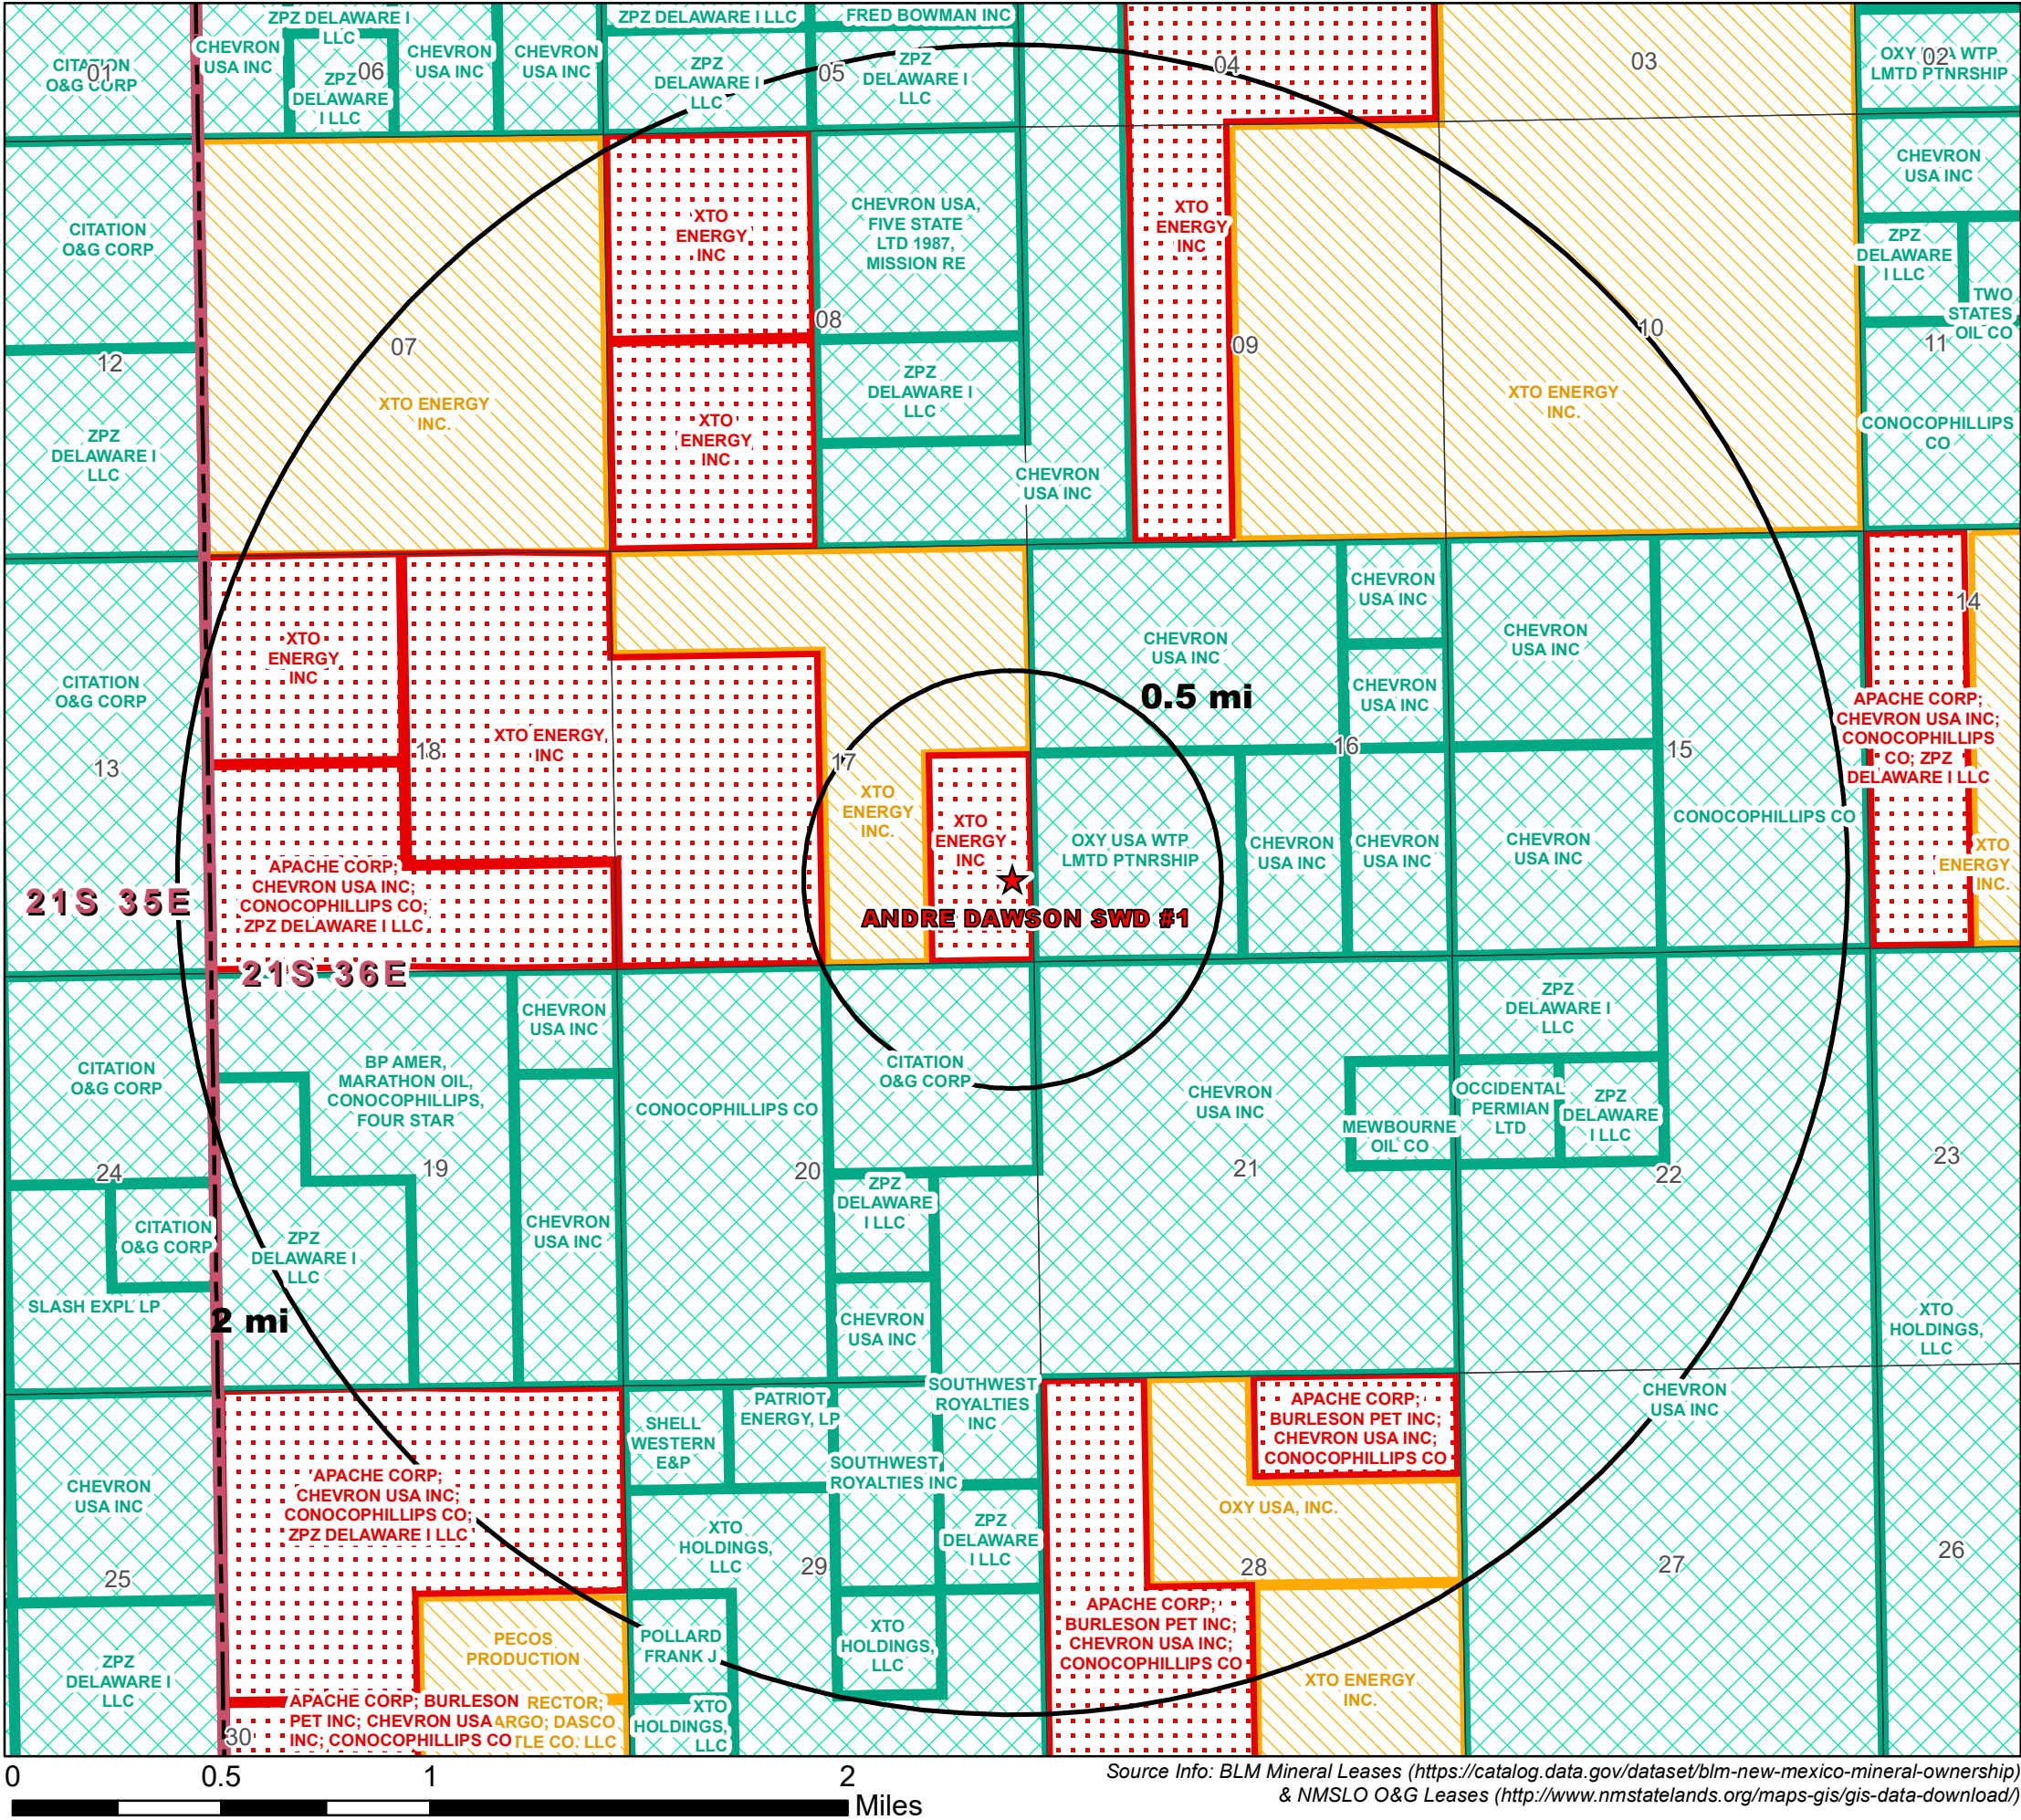 ZPZ DELAWARE I
LLC
ZPZ DELAWARE I LLC
FRED BOWMAN INC
CITATION
O&G CORP
01
CHEVRON
USA INC
ZPZ
DELAWARE
I LLC
06
CHEVRON
USA INC
CHEVRON
USA INC
ZPZ
DELAWARE I
LLC
05
ZPZ
DELAWARE I
LLC
04
03
OXY USA WTP
LMTD PTNRSHIP
02
CITATION
O&G CORP
12
ZPZ
DELAWARE I
LLC
07
XTO ENERGY
INC.
XTO
ENERGY
INC
XTO
ENERGY
INC
CHEVRON USA,
FIVE STATE
LTD 1987,
MISSION RE
08
ZPZ
DELAWARE I
LLC
CHEVRON
USA INC
XTO
ENERGY
INC
09
10
XTO ENERGY
INC.
CHEVRON
USA INC
ZPZ
DELAWARE
I LLC
TWO
STATES
OIL CO
11
CONOCOPHILLIPS
CO
CITATION
O&G CORP
13
XTO
ENERGY
INC
18
XTO ENERGY
INC
APACHE CORP;
CHEVRON USA INC;
CONOCOPHILLIPS CO;
ZPZ DELAWARE I LLC
17
XTO
ENERGY
INC.
XTO
ENERGY
INC
ANDRE DAWSON SWD #1
0.5 mi
CHEVRON
USA INC
CHEVRON
USA INC
CHEVRON
USA INC
16
OXY USA WTP
LMTD PTNRSHIP
CHEVRON
USA INC
CHEVRON
USA INC
CHEVRON
USA INC
15
CHEVRON
USA INC
CONOCOPHILLIPS CO
14
APACHE CORP;
CHEVRON USA INC;
CONOCOPHILLIPS
CO; ZPZ
DELAWARE I LLC
XTO
ENERGY
INC.
21S 35E
21S 36E
CITATION
O&G CORP
24
CITATION
O&G CORP
SLASH EXPL LP
2 mi
BP AMER,
MARATHON OIL,
CONOCOPHILLIPS,
FOUR STAR
19
ZPZ
DELAWARE I
LLC
CHEVRON
USA INC
CHEVRON
USA INC
CONOCOPHILLIPS CO
20
CITATION
O&G CORP
ZPZ
DELAWARE
I LLC
CHEVRON
USA INC
CHEVRON
USA INC
21
MEWBOURNE
OIL CO
ZPZ
DELAWARE I
LLC
OCCIDENTAL
PERMIAN
LTD
ZPZ
DELAWARE
I LLC
22
23
XTO
HOLDINGS,
LLC
CHEVRON
USA INC
25
ZPZ
DELAWARE I
LLC
APACHE CORP;
CHEVRON USA INC;
CONOCOPHILLIPS CO;
ZPZ DELAWARE I LLC
PECOS
PRODUCTION
APACHE CORP; BURLESON
PET INC; CHEVRON USA
INC; CONOCOPHILLIPS CO
RECTOR;
ARGO; DASCO
TLE CO. LLC
30
SHELL
WESTERN
E&P
PATRIOT
ENERGY, LP
SOUTHWEST
ROYALTIES
INC
SOUTHWEST
ROYALTIES INC
XTO
HOLDINGS,
LLC
29
ZPZ
DELAWARE
I LLC
POLLARD
FRANK J
XTO
HOLDINGS,
LLC
XTO
HOLDINGS,
LLC
APACHE CORP;
BURLESON PET INC;
CHEVRON USA INC;
CONOCOPHILLIPS CO
OXY USA, INC.
28
APACHE CORP;
BURLESON PET INC;
CHEVRON USA INC;
CONOCOPHILLIPS CO
XTO ENERGY
INC.
CHEVRON
USA INC
27
26
0 0.5 1 2
Miles
Source Info: BLM Mineral Leases (https://catalog.data.gov/dataset/blm-new-mexico-mineral-ownership)
& NMSLO O&G Leases (http://www.nmstatelands.org/maps-gis/gis-data-download/)